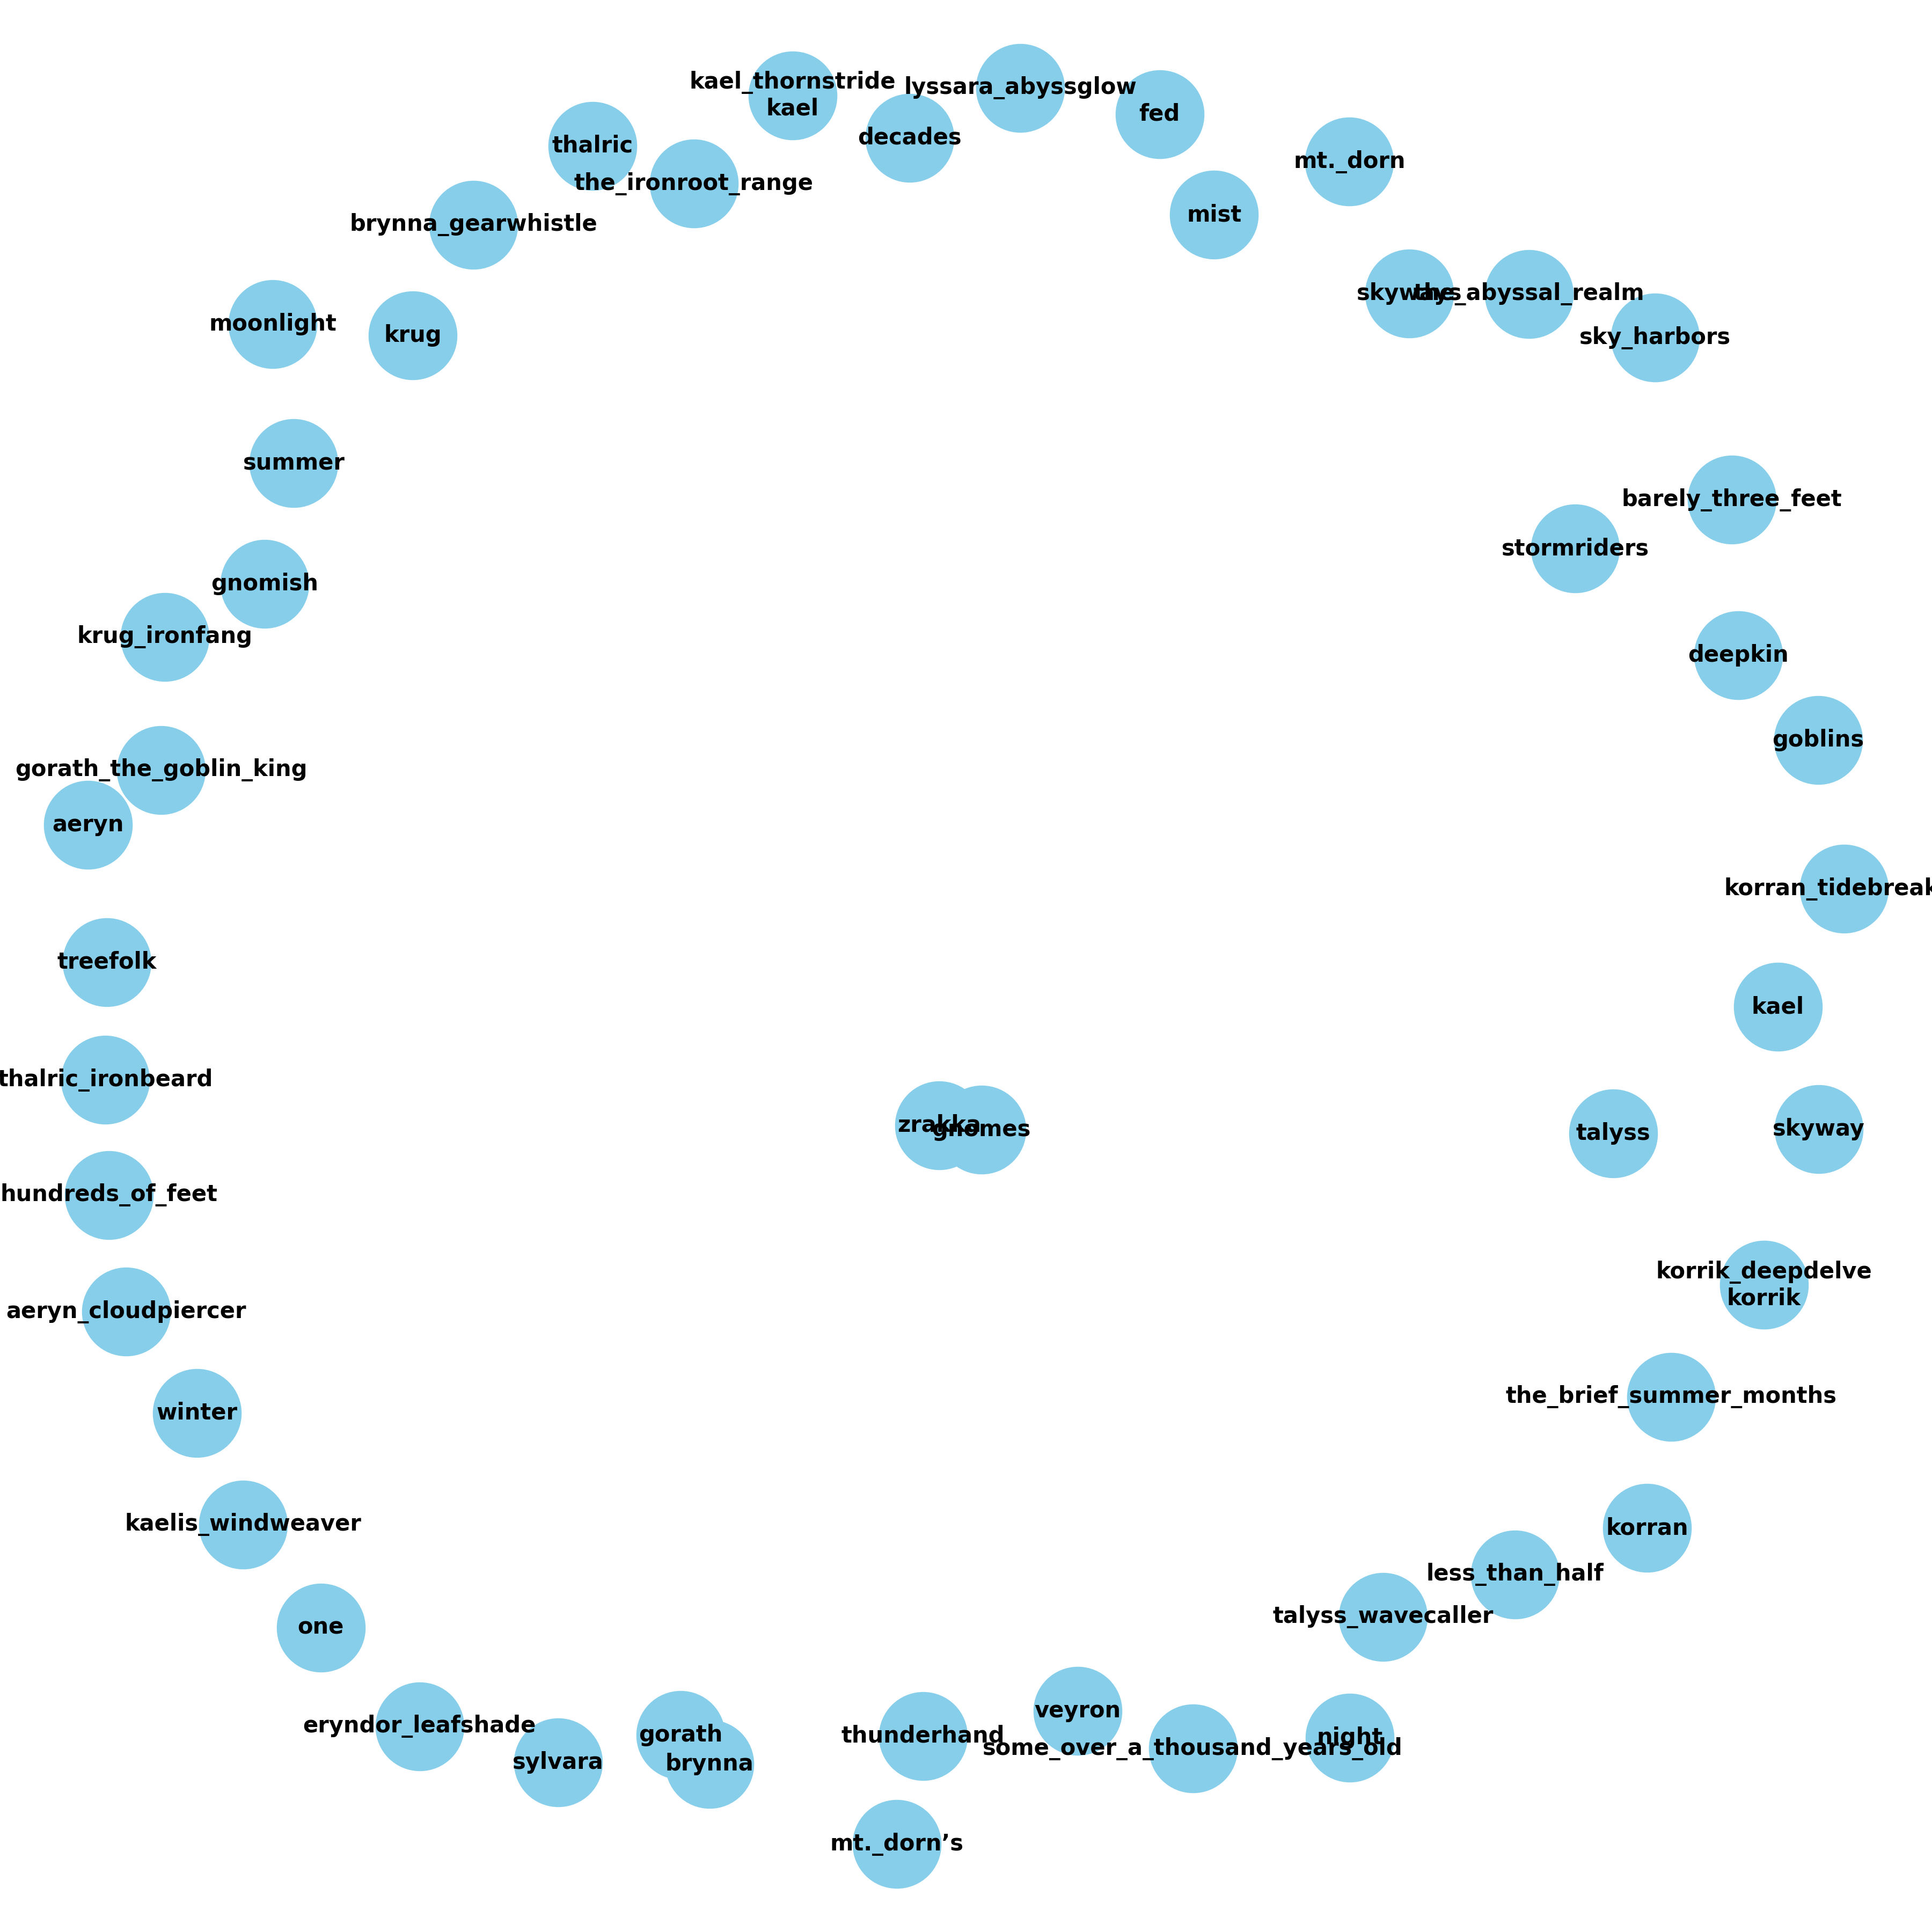 kael_thornstride
kael
lyssara_abyssglow
fed
decades
thalric
mt._dorn
the_ironroot_range
mist
brynna_gearwhistle
skyways
the_abyssal_realm
moonlight
krug
sky_harbors
summer
barely_three_feet
stormriders
gnomish
krug_ironfang
deepkin
goblins
gorath_the_goblin_king
aeryn
korran_tidebreak
treefolk
kael
thalric_ironbeard
zrakka
gnomes
talyss
skyway
hundreds_of_feet
korrik_deepdelve
korrik
aeryn_cloudpiercer
the_brief_summer_months
winter
kaelis_windweaver
korran
less_than_half
talyss_wavecaller
one
veyron
eryndor_leafshade
gorath
thunderhand
night
some_over_a_thousand_years_old
sylvara
brynna
mt._dorn’s